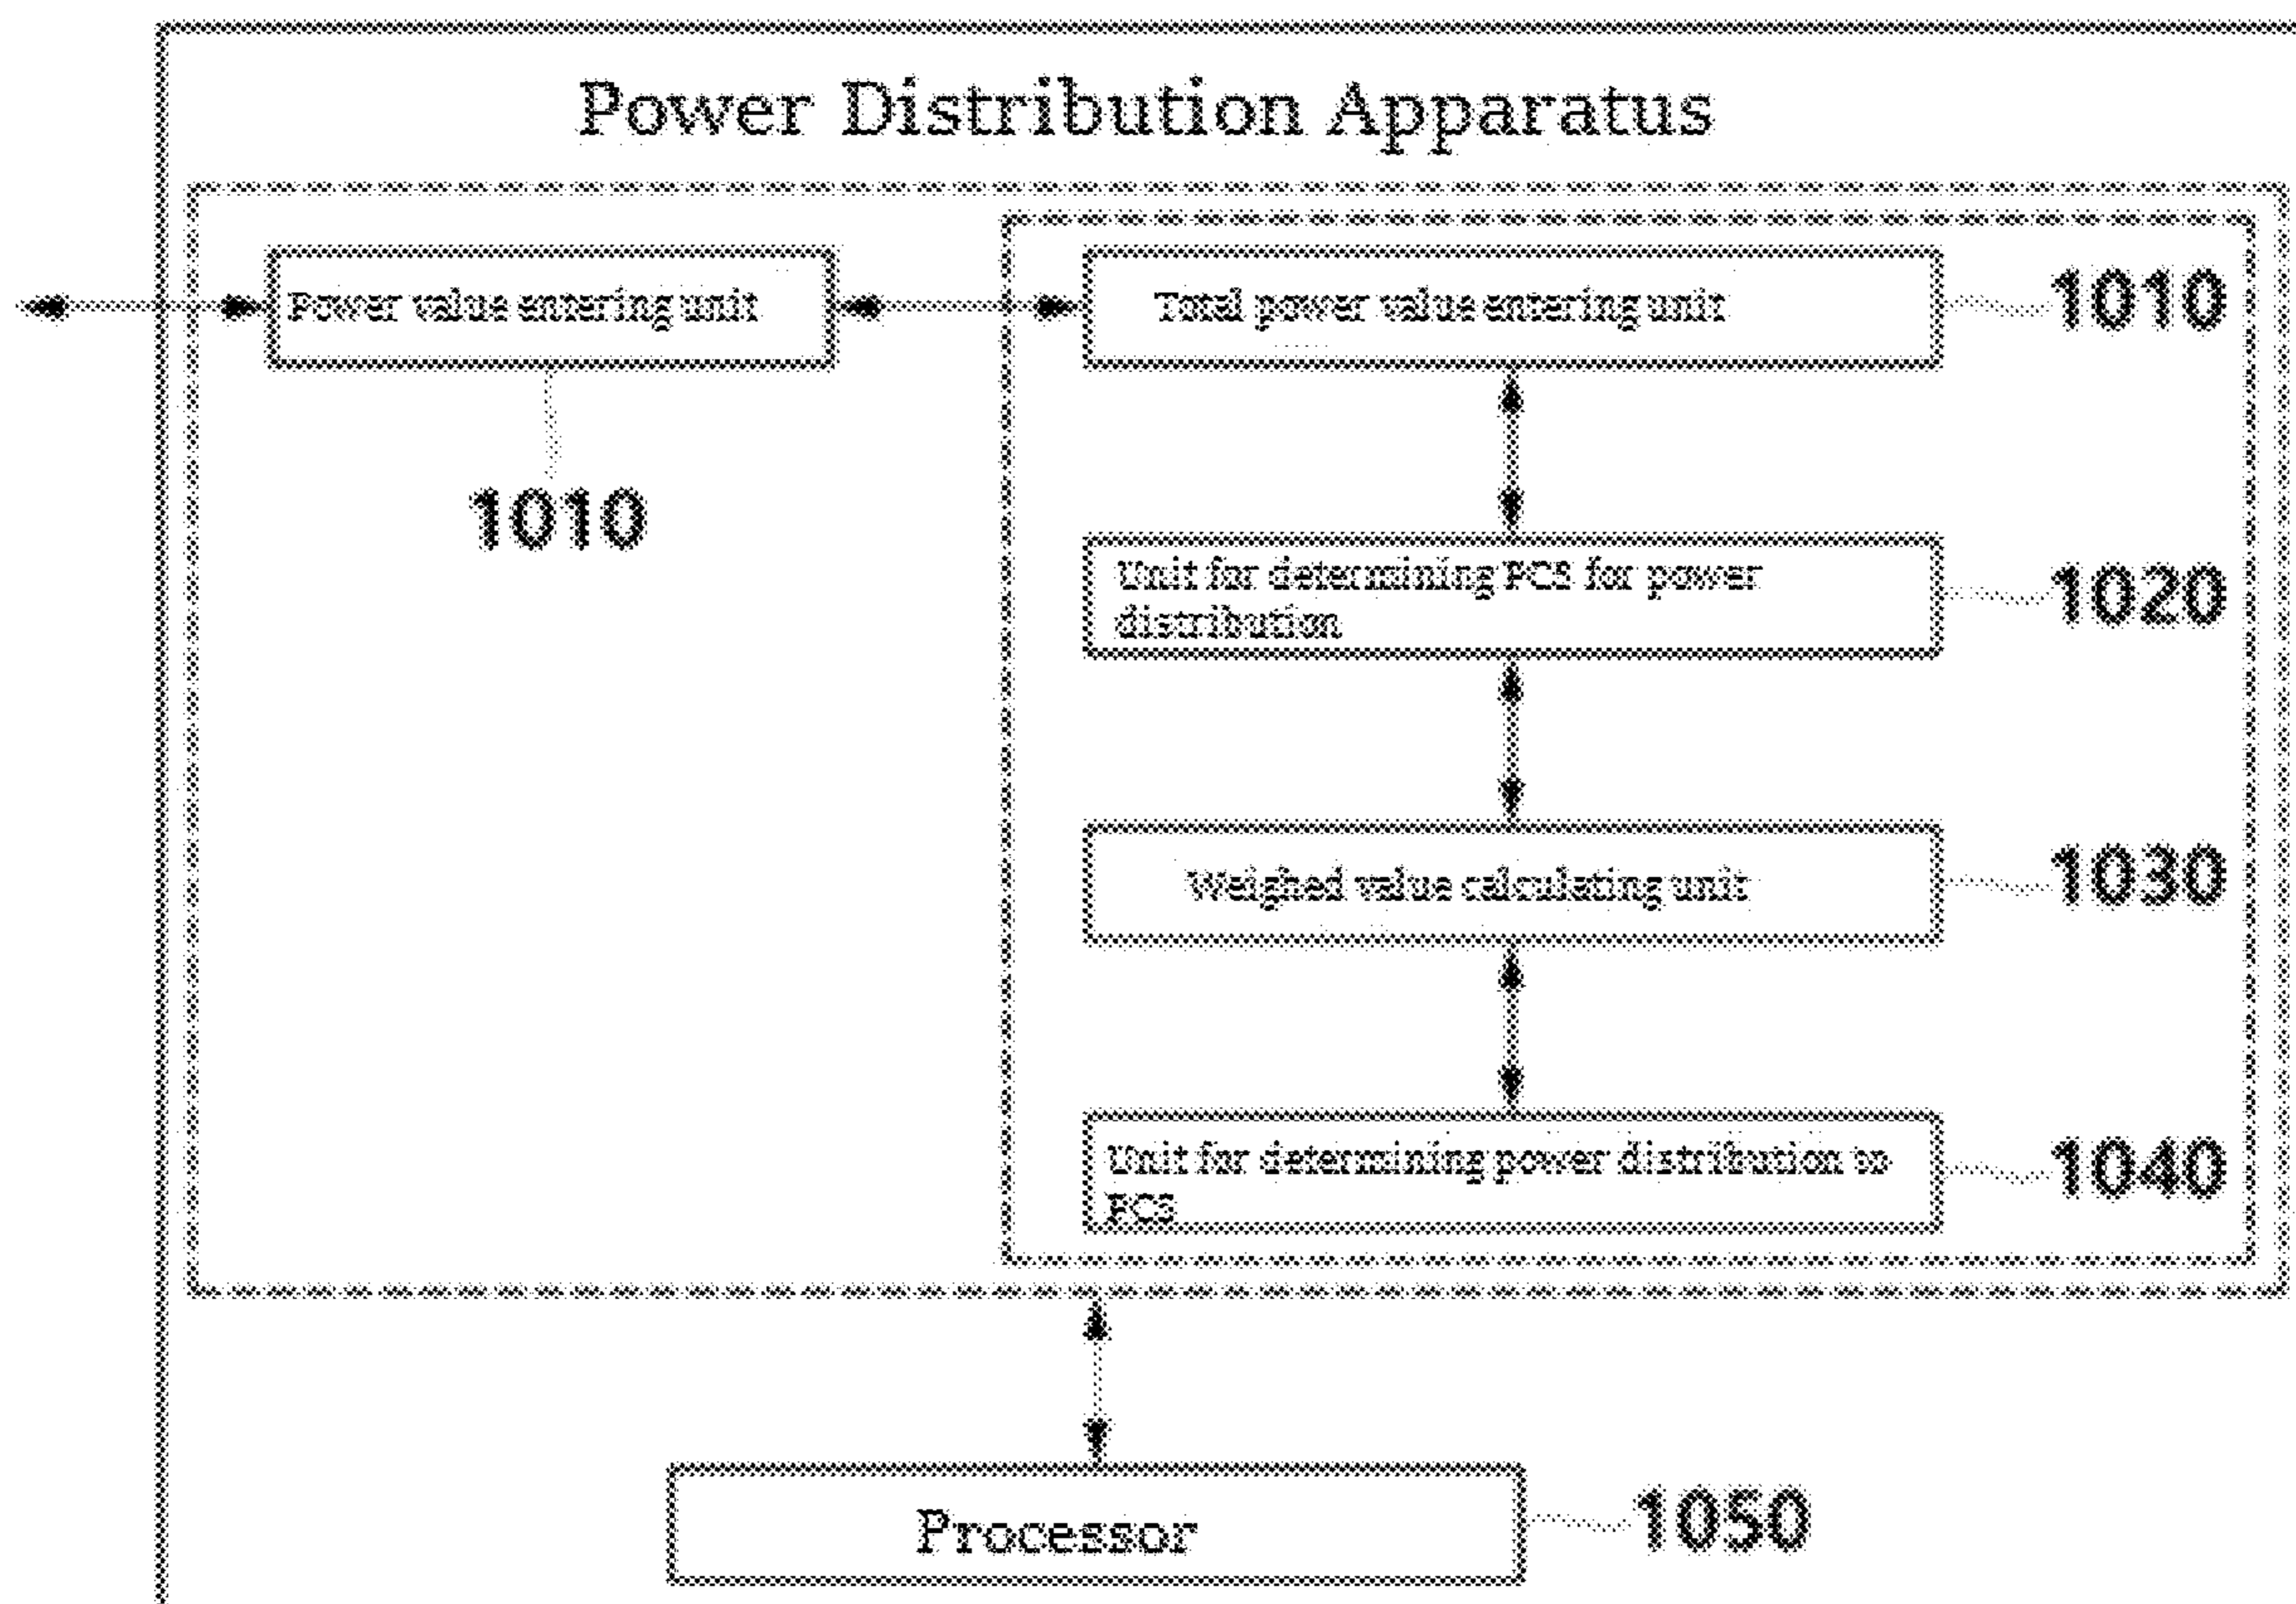 Power Distribution Apparatus
Power value entering unit
Total power value entering unit
1010
1010
Unit for determining PCS for power
distribution
1020
Weighed value calculating unit
1030
Unit for determining power distribution to
PCS
1040
Processor
1050